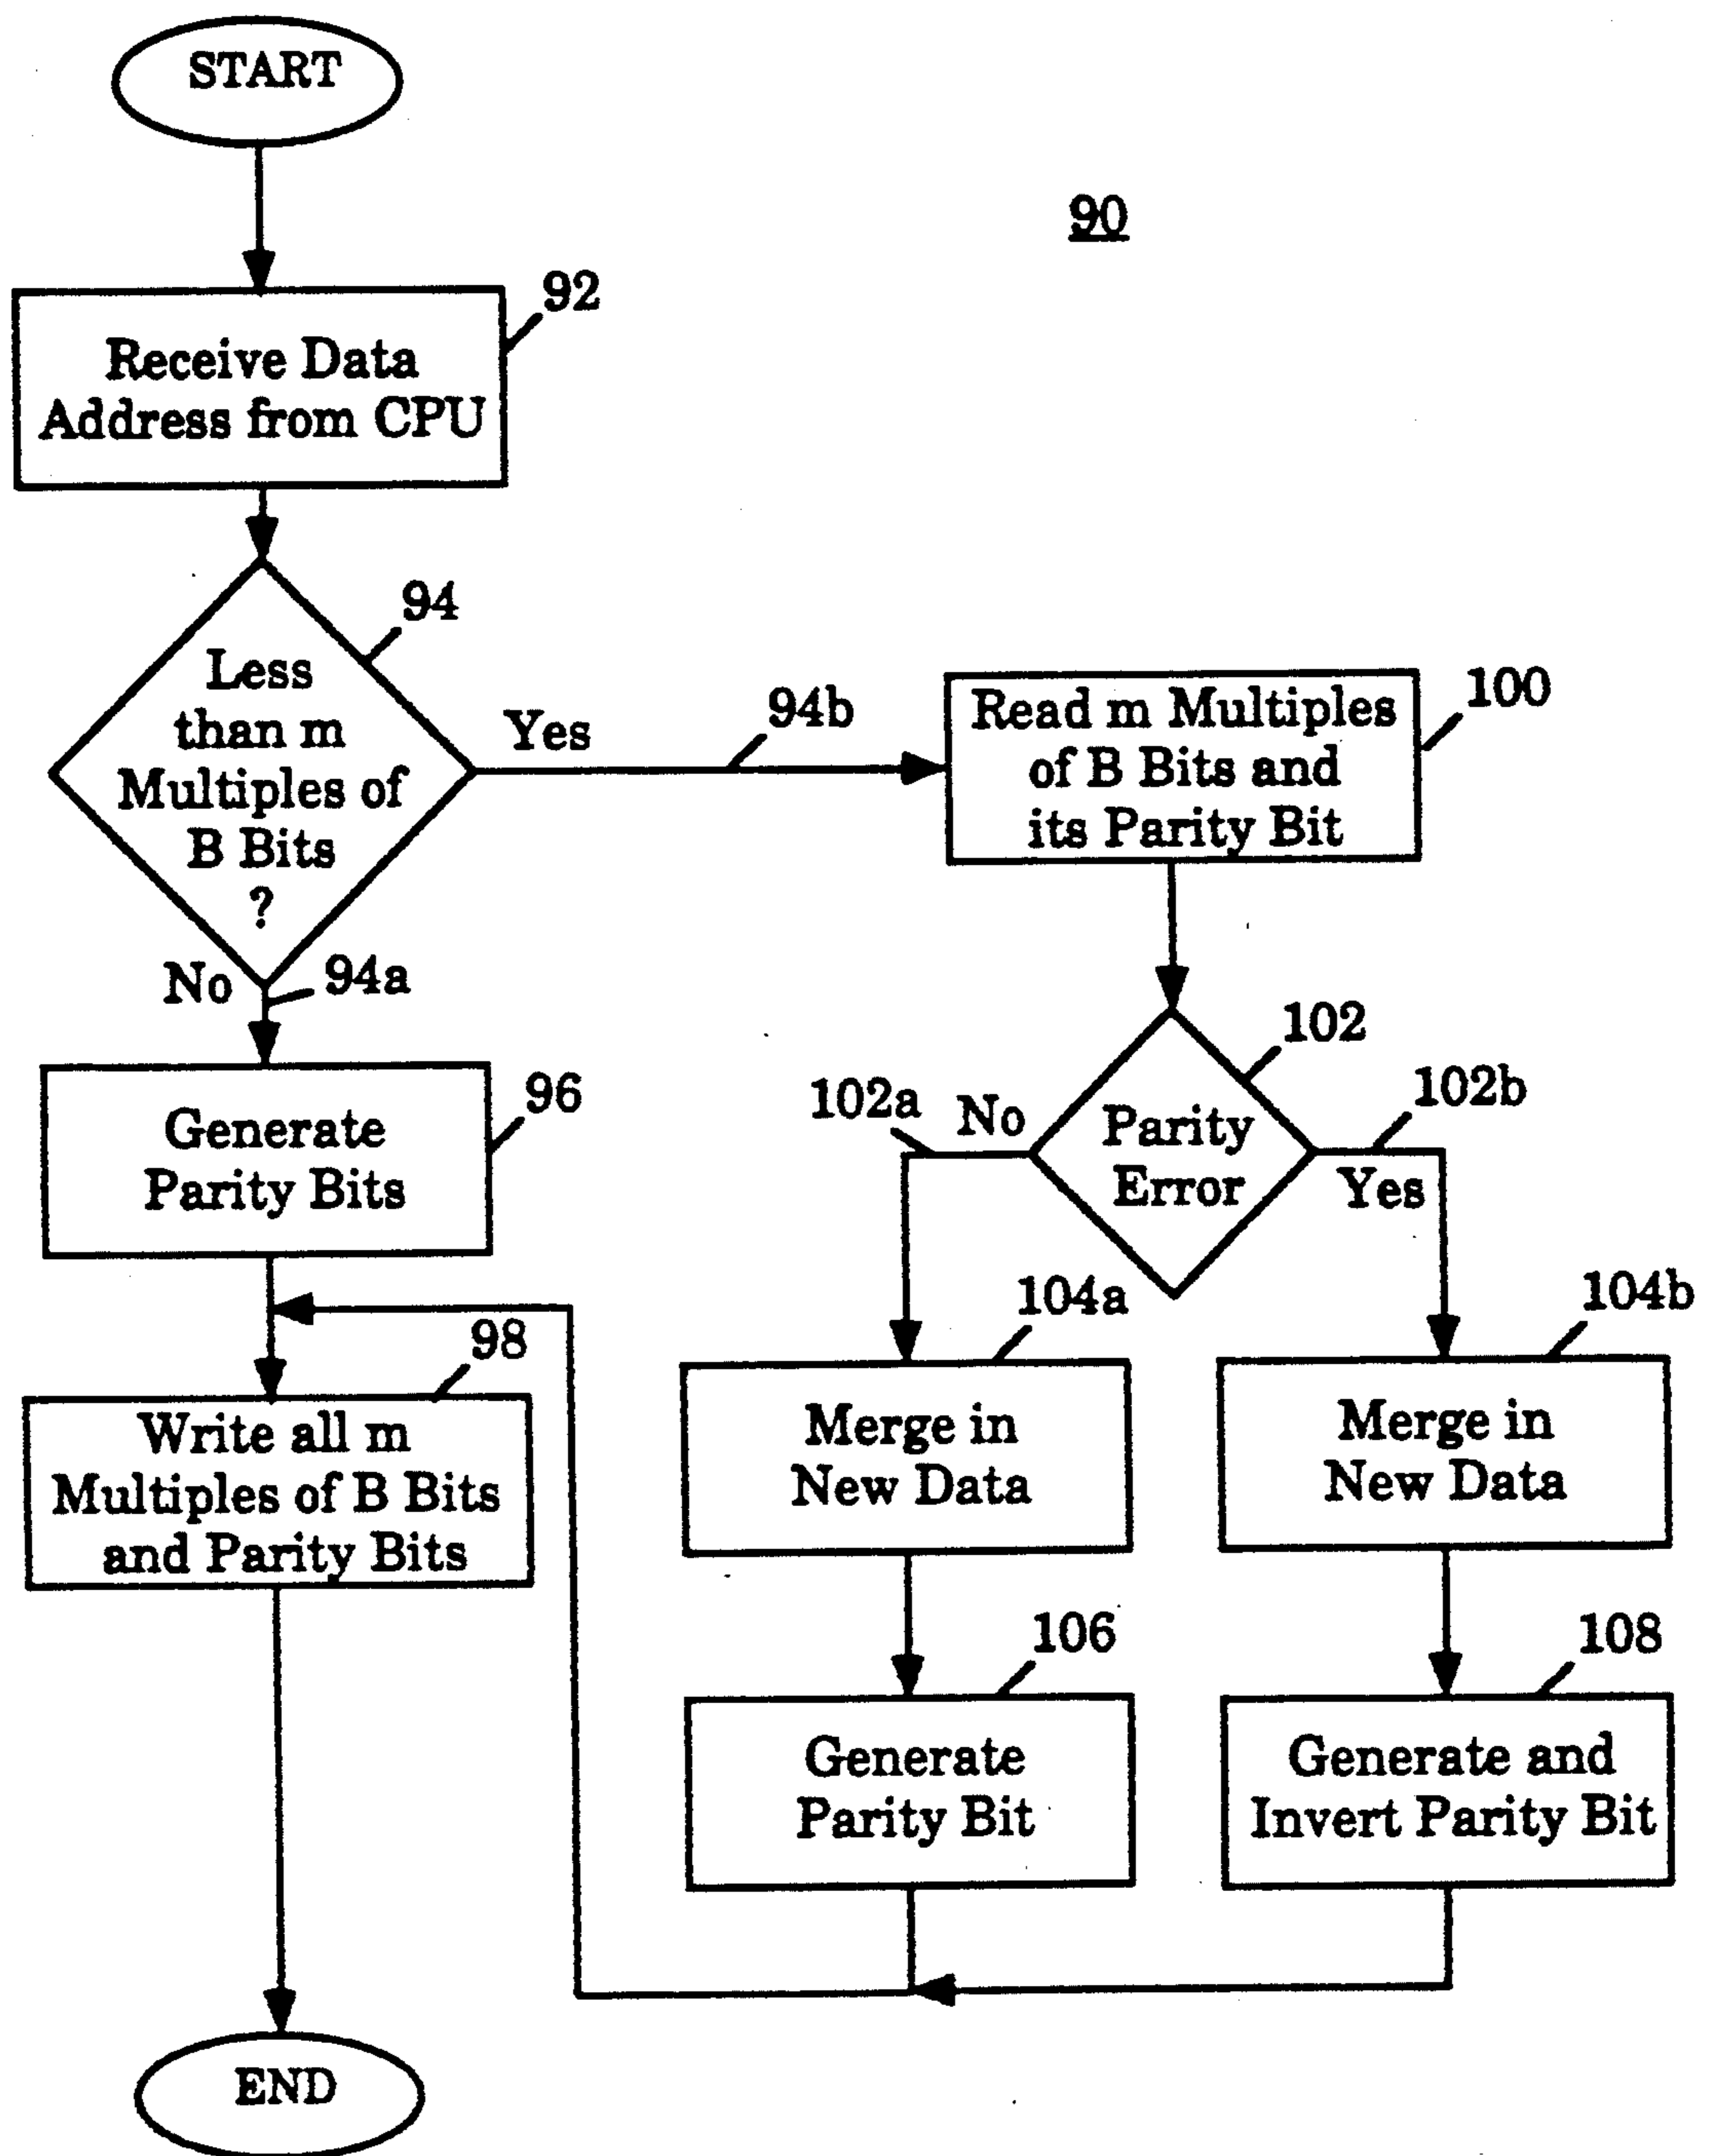 START
90
92
Receive Data
Address from CPU
94
Less
than m
Multiples of
B Bits
?
Yes
94b
100
Read m Multiples
of B Bits and
its Parity Bit
No
94a
96
Generate
Parity Bits
102
102a
No
Parity
Error
102b
Yes
98
Write all m
Multiples of B Bits
and Parity Bits
104a
Merge in
New Data
104b
Merge in
New Data
106
Generate
Parity Bit
108
Generate and
Invert Parity Bit
END